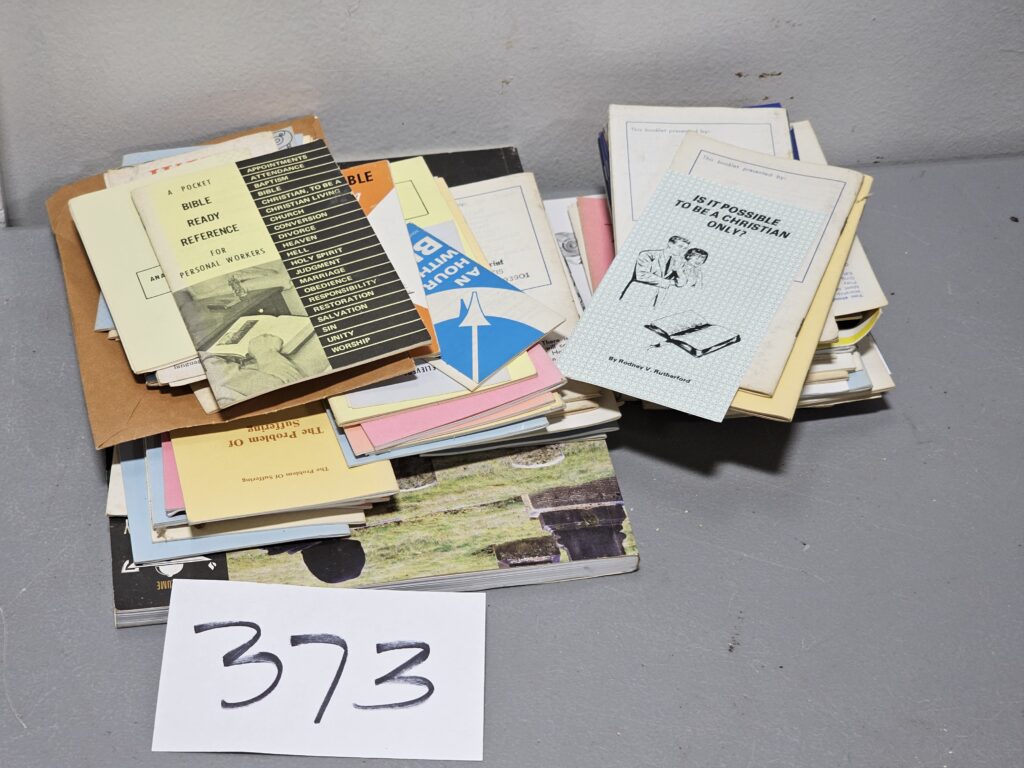 A POCKET
BIBLE
READY
REFERENCE
FOR
PERSONAL WORKERS
APPOINTMENTS
ATTENDANCE
BAPTISM
BIBLE
CHRISTIAN, TO BE A
CHRISTIAN LIVING
CHURCH
CONVERSION
DIVORCE
HEAVEN
HELL
HOLY SPIRIT
JUDGMENT
MARRIAGE
OBEDIENCE
RESPONSIBILITY
RESTORATION
SALVATION
SIN
UNITY
WORSHIP
BLE
AN
HOUR
WITH
This booklet presented by:
This booklet presented by:
IS IT POSSIBLE
TO BE A CHRISTIAN
ONLY?
By Rodney V. Rutherford
The Problem Of
Suffering
The Problem Of Suffering
UME
373